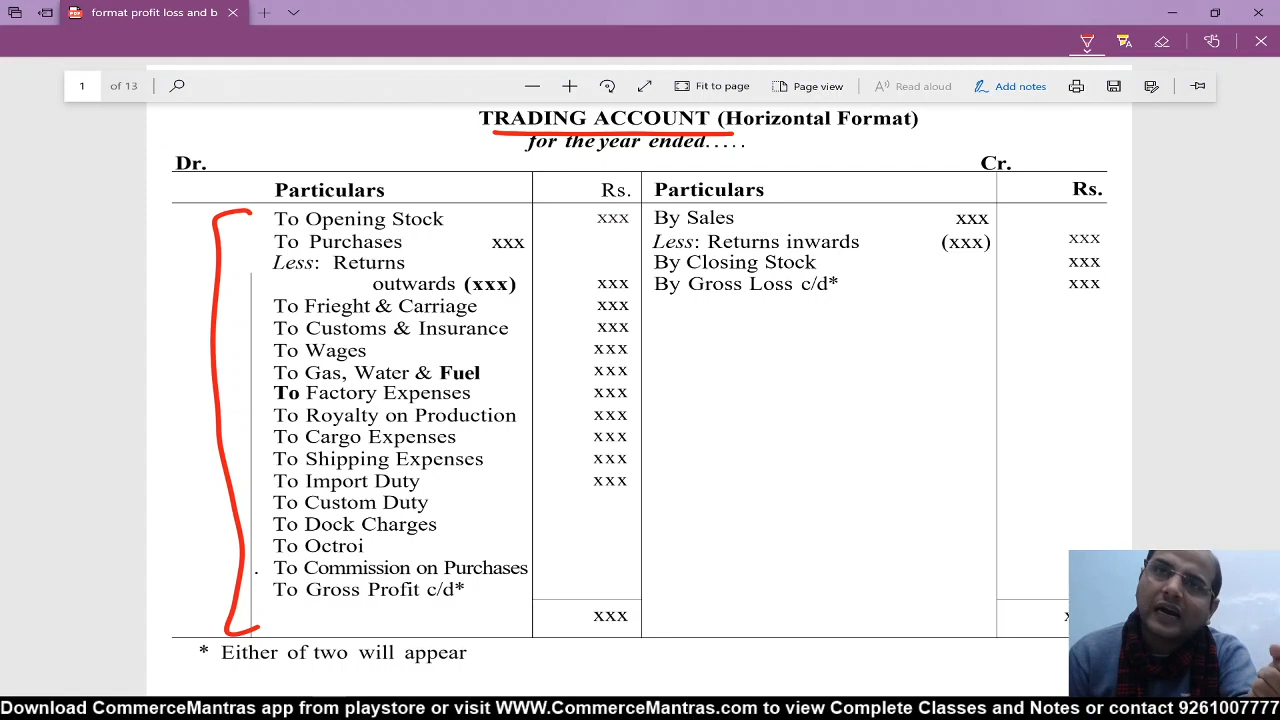 format profit loss and b
1 of 13
Fit to page
Page view
Read aloud
Add notes
TRADING ACCOUNT (Horizontal Format)
for the year ended.....
Dr. Cr.
Particulars Rs. Particulars Rs.
To Opening Stock xxx By Sales xxx
To Purchases xxx Less: Returns inwards (xxx) xxx
Less: Returns By Closing Stock xxx
outwards (xxx) xxx By Gross Loss c/d* xxx
To Frieght & Carriage xxx
To Customs & Insurance xxx
To Wages xxx
To Gas, Water & Fuel xxx
To Factory Expenses xxx
To Royalty on Production xxx
To Cargo Expenses xxx
To Shipping Expenses xxx
To Import Duty xxx
To Custom Duty
To Dock Charges
To Octroi
. To Commission on Purchases
To Gross Profit c/d*
xxx
* Either of two will appear
Download CommerceMantras app from playstore or visit WWW.CommerceMantras.com to view Complete Classes and Notes or contact 9261007777